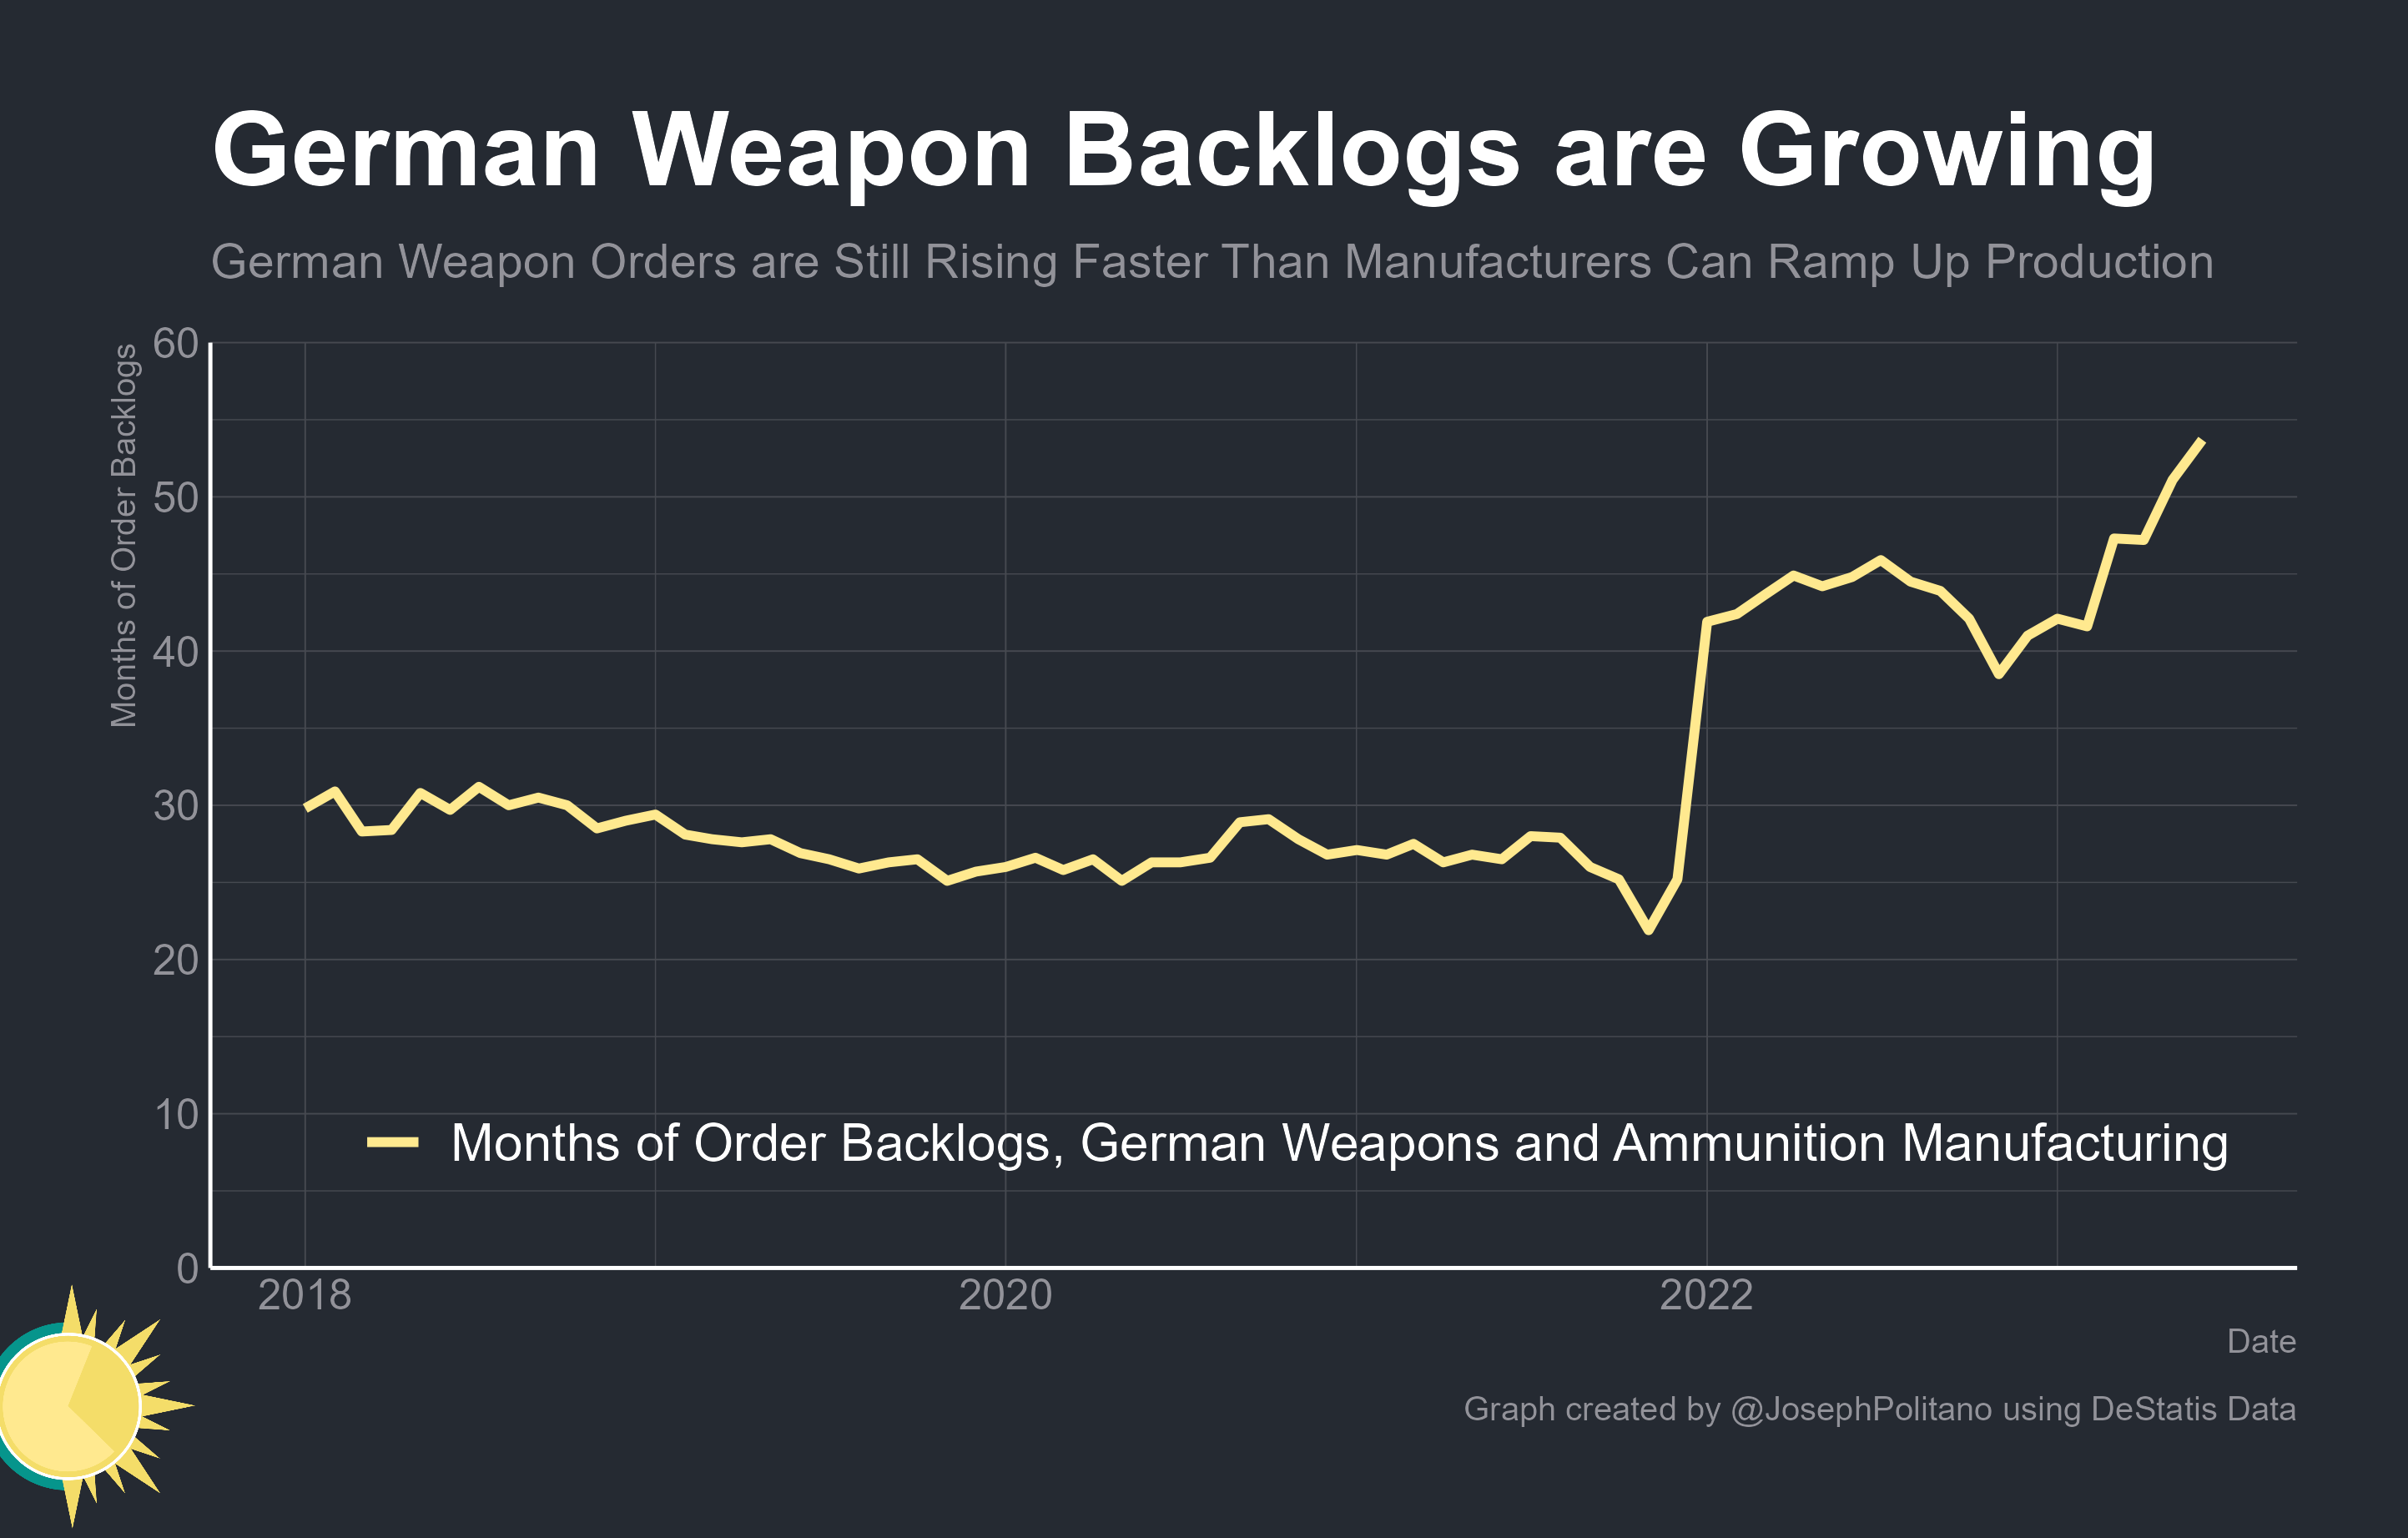 German Weapon Backlogs are Growing
German Weapon Orders are Still Rising Faster Than Manufacturers Can Ramp Up Production
Months of Order Backlogs
60
50
40
30
20
10
0
Months of Order Backlogs, German Weapons and Ammunition Manufacturing
2018
2020
2022
Date
Graph created by @JosephPolitano using DeStatis Data